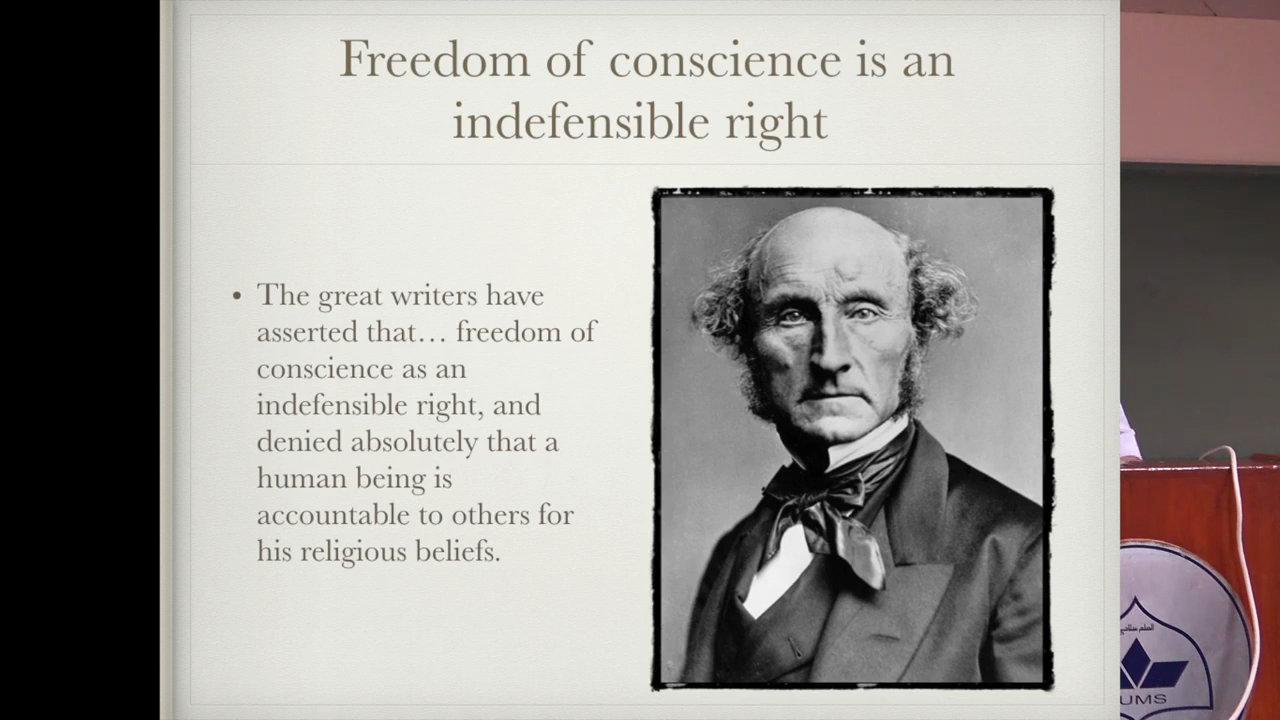 Freedom of conscience is an
indefensible right
• The great writers have
asserted that… freedom of
conscience as an
indefensible right, and
denied absolutely that a
human being is
accountable to others for
his religious beliefs.
UMS